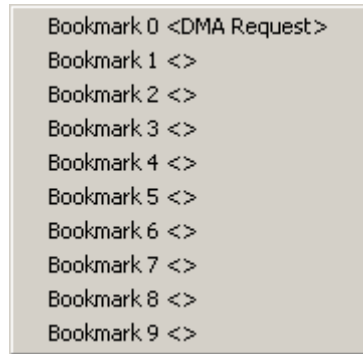 Bookmark 0 <DMA Request>
Bookmark 1 <>
Bookmark 2 <>
Bookmark 3 <>
Bookmark 4 <>
Bookmark 5 <>
Bookmark 6 <>
Bookmark 7 <>
Bookmark 8 <>
Bookmark 9 <>